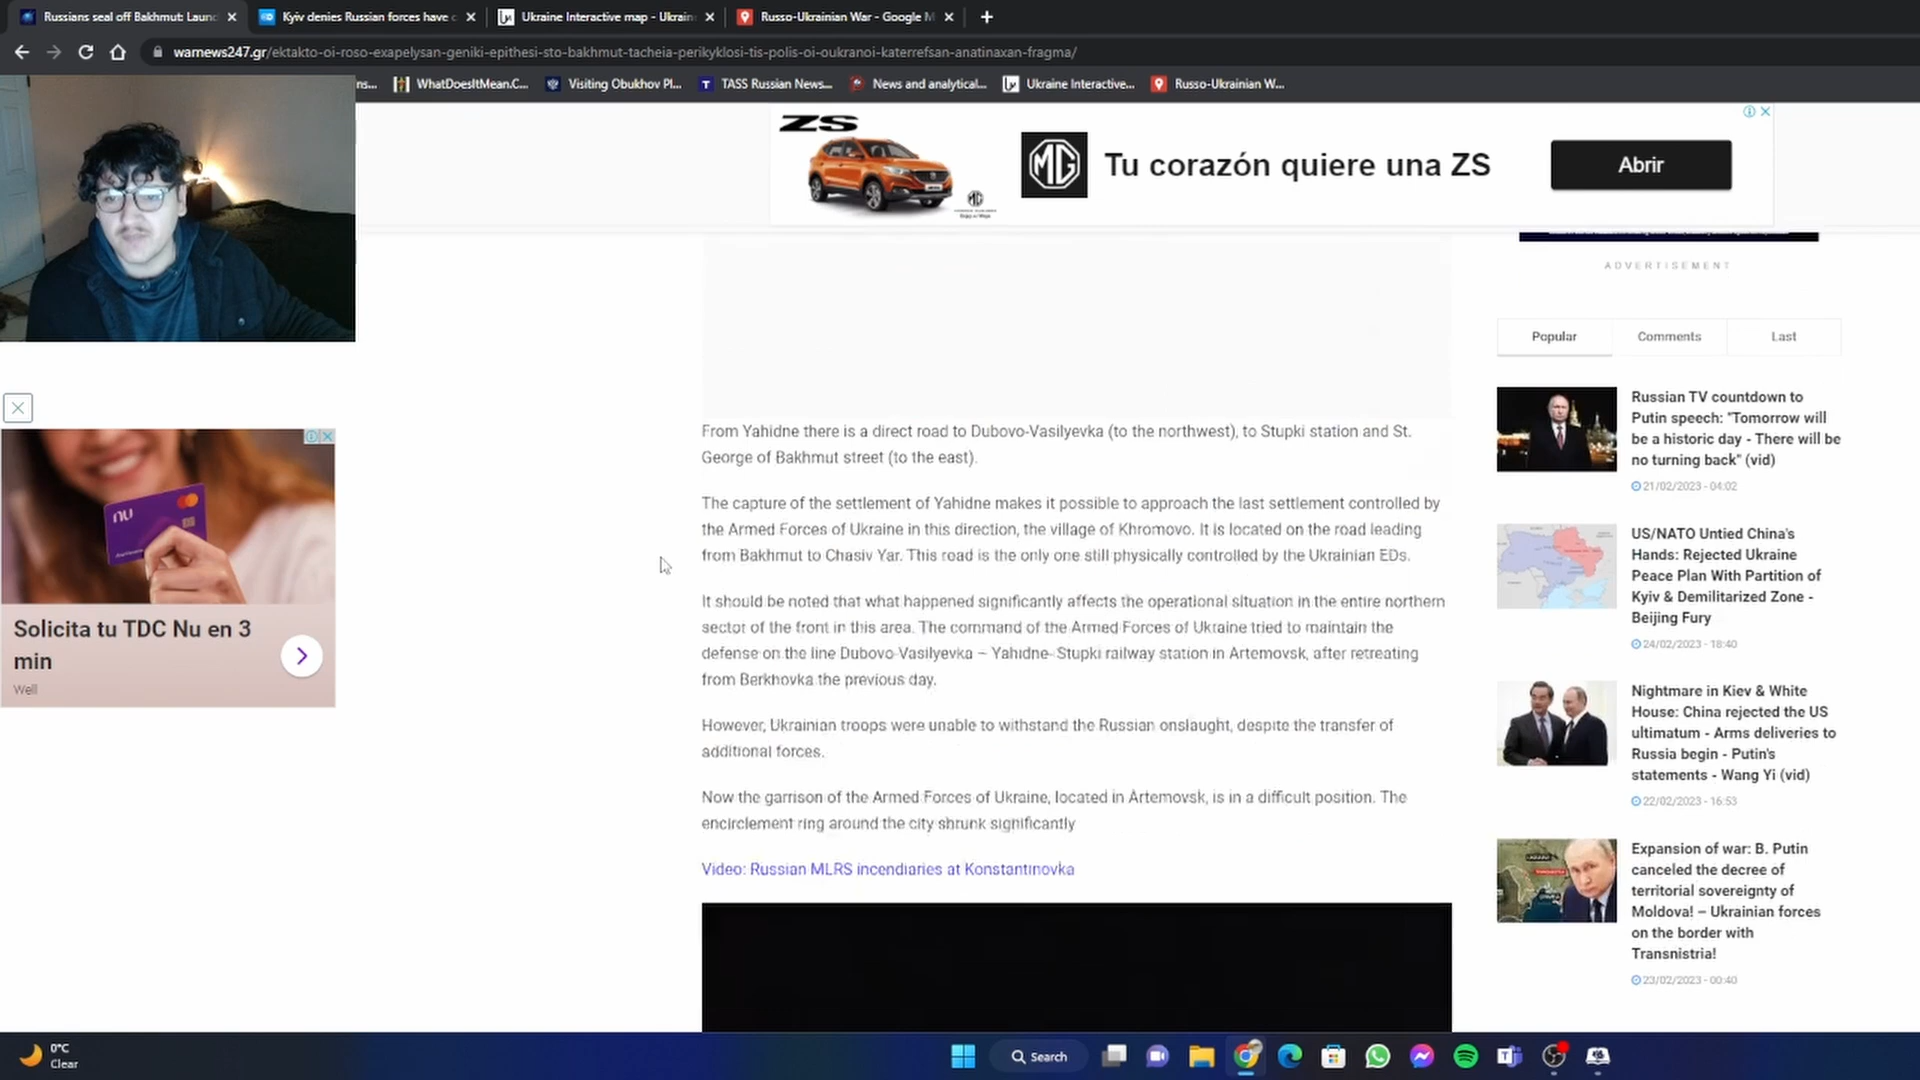 Russians seal off Bakhmut: Laun
Kyiv denies Russian forces have c
Ukraine Interactive map - Ukrain
Russo-Ukrainian War - Google M
warnews247.gr/ektakto-oi-roso-exapelysan-geniki-epithesi-sto-bakhmut-tacheia-perikyklosi-tis-polis-oi-oukranoi-katerrefsan-anatinaxan-fragma/
ns...
WhatDoesItMean.C...
Visiting Obukhov Pl...
TASS Russian News...
News and analytical...
Ukraine Interactive...
Russo-Ukrainian W...
ZS
MG
Tu corazón quiere una ZS
Abrir
ADVERTISEMENT
Popular
Comments
Last
From Yahidne there is a direct road to Dubovo-Vasilyevka (to the northwest), to Stupki station and St.
George of Bakhmut street (to the east).
The capture of the settlement of Yahidne makes it possible to approach the last settlement controlled by
the Armed Forces of Ukraine in this direction, the village of Khromovo. It is located on the road leading
from Bakhmut to Chasiv Yar. This road is the only one still physically controlled by the Ukrainian EDs.
It should be noted that what happened significantly affects the operational situation in the entire northern
sector of the front in this area. The command of the Armed Forces of Ukraine tried to maintain the
defense on the line Dubovo-Vasilyevka – Yahidne- Stupki railway station in Artemovsk, after retreating
from Berkhovka the previous day.
However, Ukrainian troops were unable to withstand the Russian onslaught, despite the transfer of
additional forces.
Now the garrison of the Armed Forces of Ukraine, located in Artemovsk, is in a difficult position. The
encirclement ring around the city shrunk significantly
Video: Russian MLRS incendiaries at Konstantinovka
Russian TV countdown to
Putin speech: "Tomorrow will
be a historic day - There will be
no turning back" (vid)
21/02/2023 - 04:02
US/NATO Untied China's
Hands: Rejected Ukraine
Peace Plan With Partition of
Kyiv & Demilitarized Zone -
Beijing Fury
24/02/2023 - 18:40
Nightmare in Kiev & White
House: China rejected the US
ultimatum - Arms deliveries to
Russia begin - Putin's
statements - Wang Yi (vid)
22/02/2023 - 16:53
Expansion of war: B. Putin
canceled the decree of
territorial sovereignty of
Moldova! – Ukrainian forces
on the border with
Transnistria!
23/02/2023 - 00:40
nu
Solicita tu TDC Nu en 3
min
Well
0°C
Clear
Search